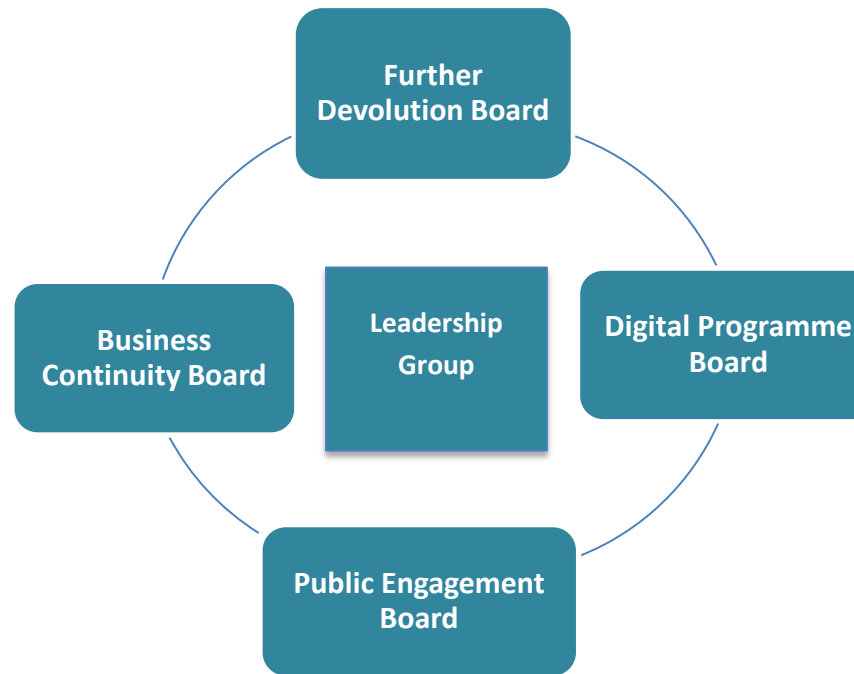 Further
Devolution Board
Business
Continuity Board
Leadership
Group
Digital Programme
Board
Public Engagement
Board